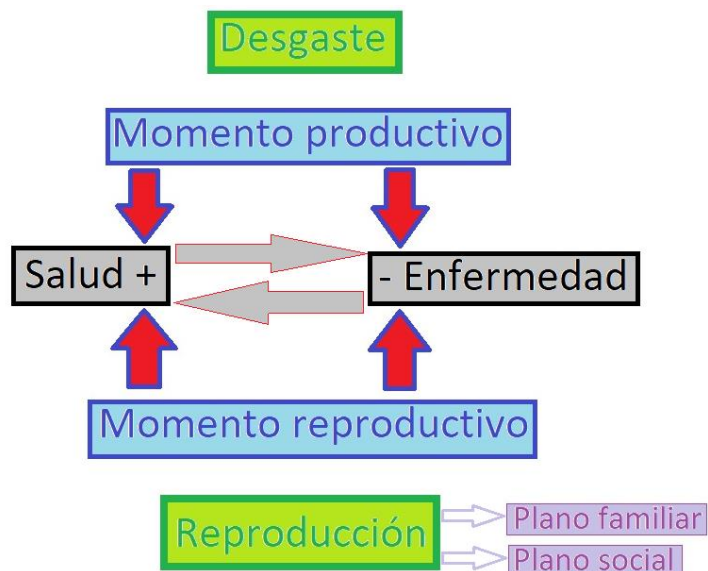 Desgaste
Momento productivo
Salud +
- Enfermedad
Momento reproductivo
Reproducción
Plano familiar
Plano social